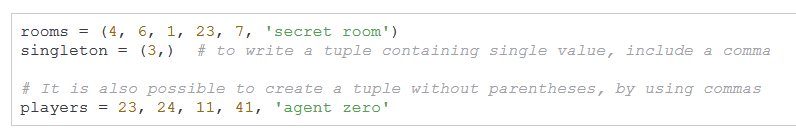 rooms = (4, 6, 1, 23, 7, 'secret room')
singleton = (3,)  # to write a tuple containing single value, include a comma
# It is also possible to create a tuple without parentheses, by using commas
players = 23, 24, 11, 41, 'agent zero'